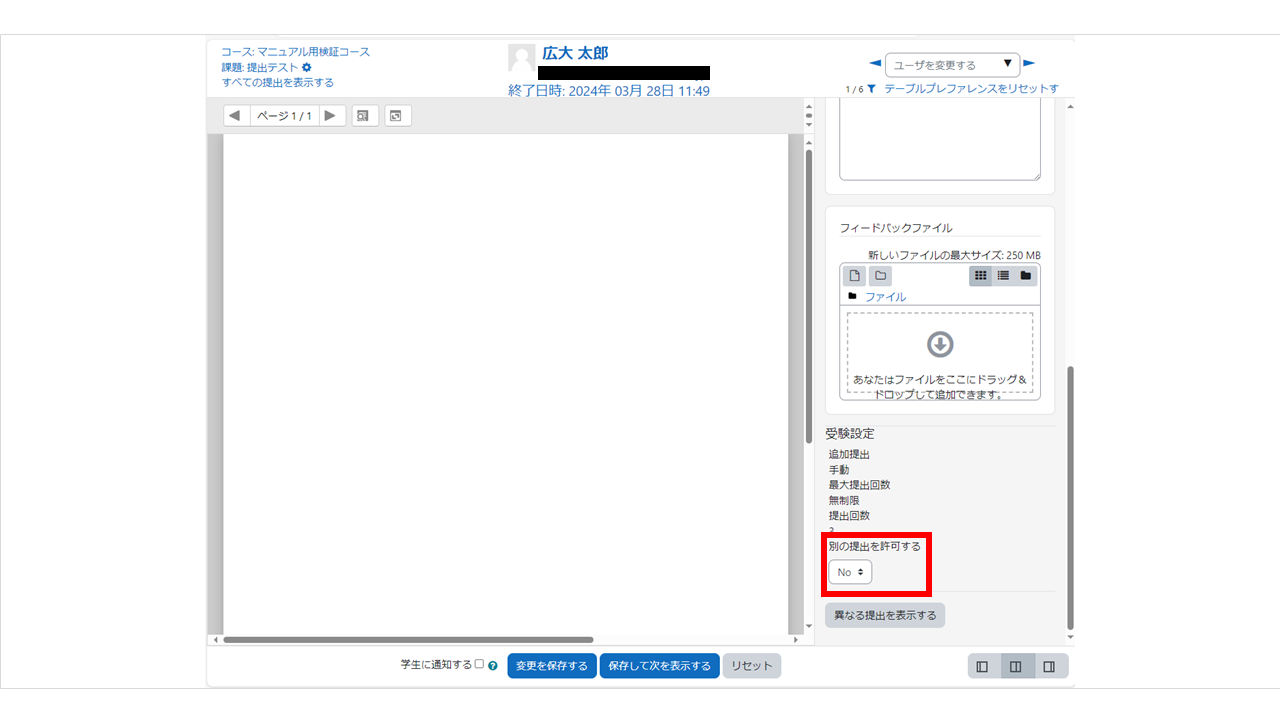 コース: マニュアル用検証コース
課題: 提出テスト
すべての提出を表示する
広大 太郎
終了日時: 2024年 03月 28日 11:49
ユーザを変更する
1 / 6 テーブルプレファレンスをリセットす
ページ 1 / 1
フィードバックファイル
新しいファイルの最大サイズ: 250 MB
ファイル
あなたはファイルをここにドラッグ&
ドロップして追加できます。
受験設定
追加提出
手動
最大提出回数
無制限
提出回数
別の提出を許可する
No
異なる提出を表示する
学生に通知する
変更を保存する
保存して次を表示する
リセット